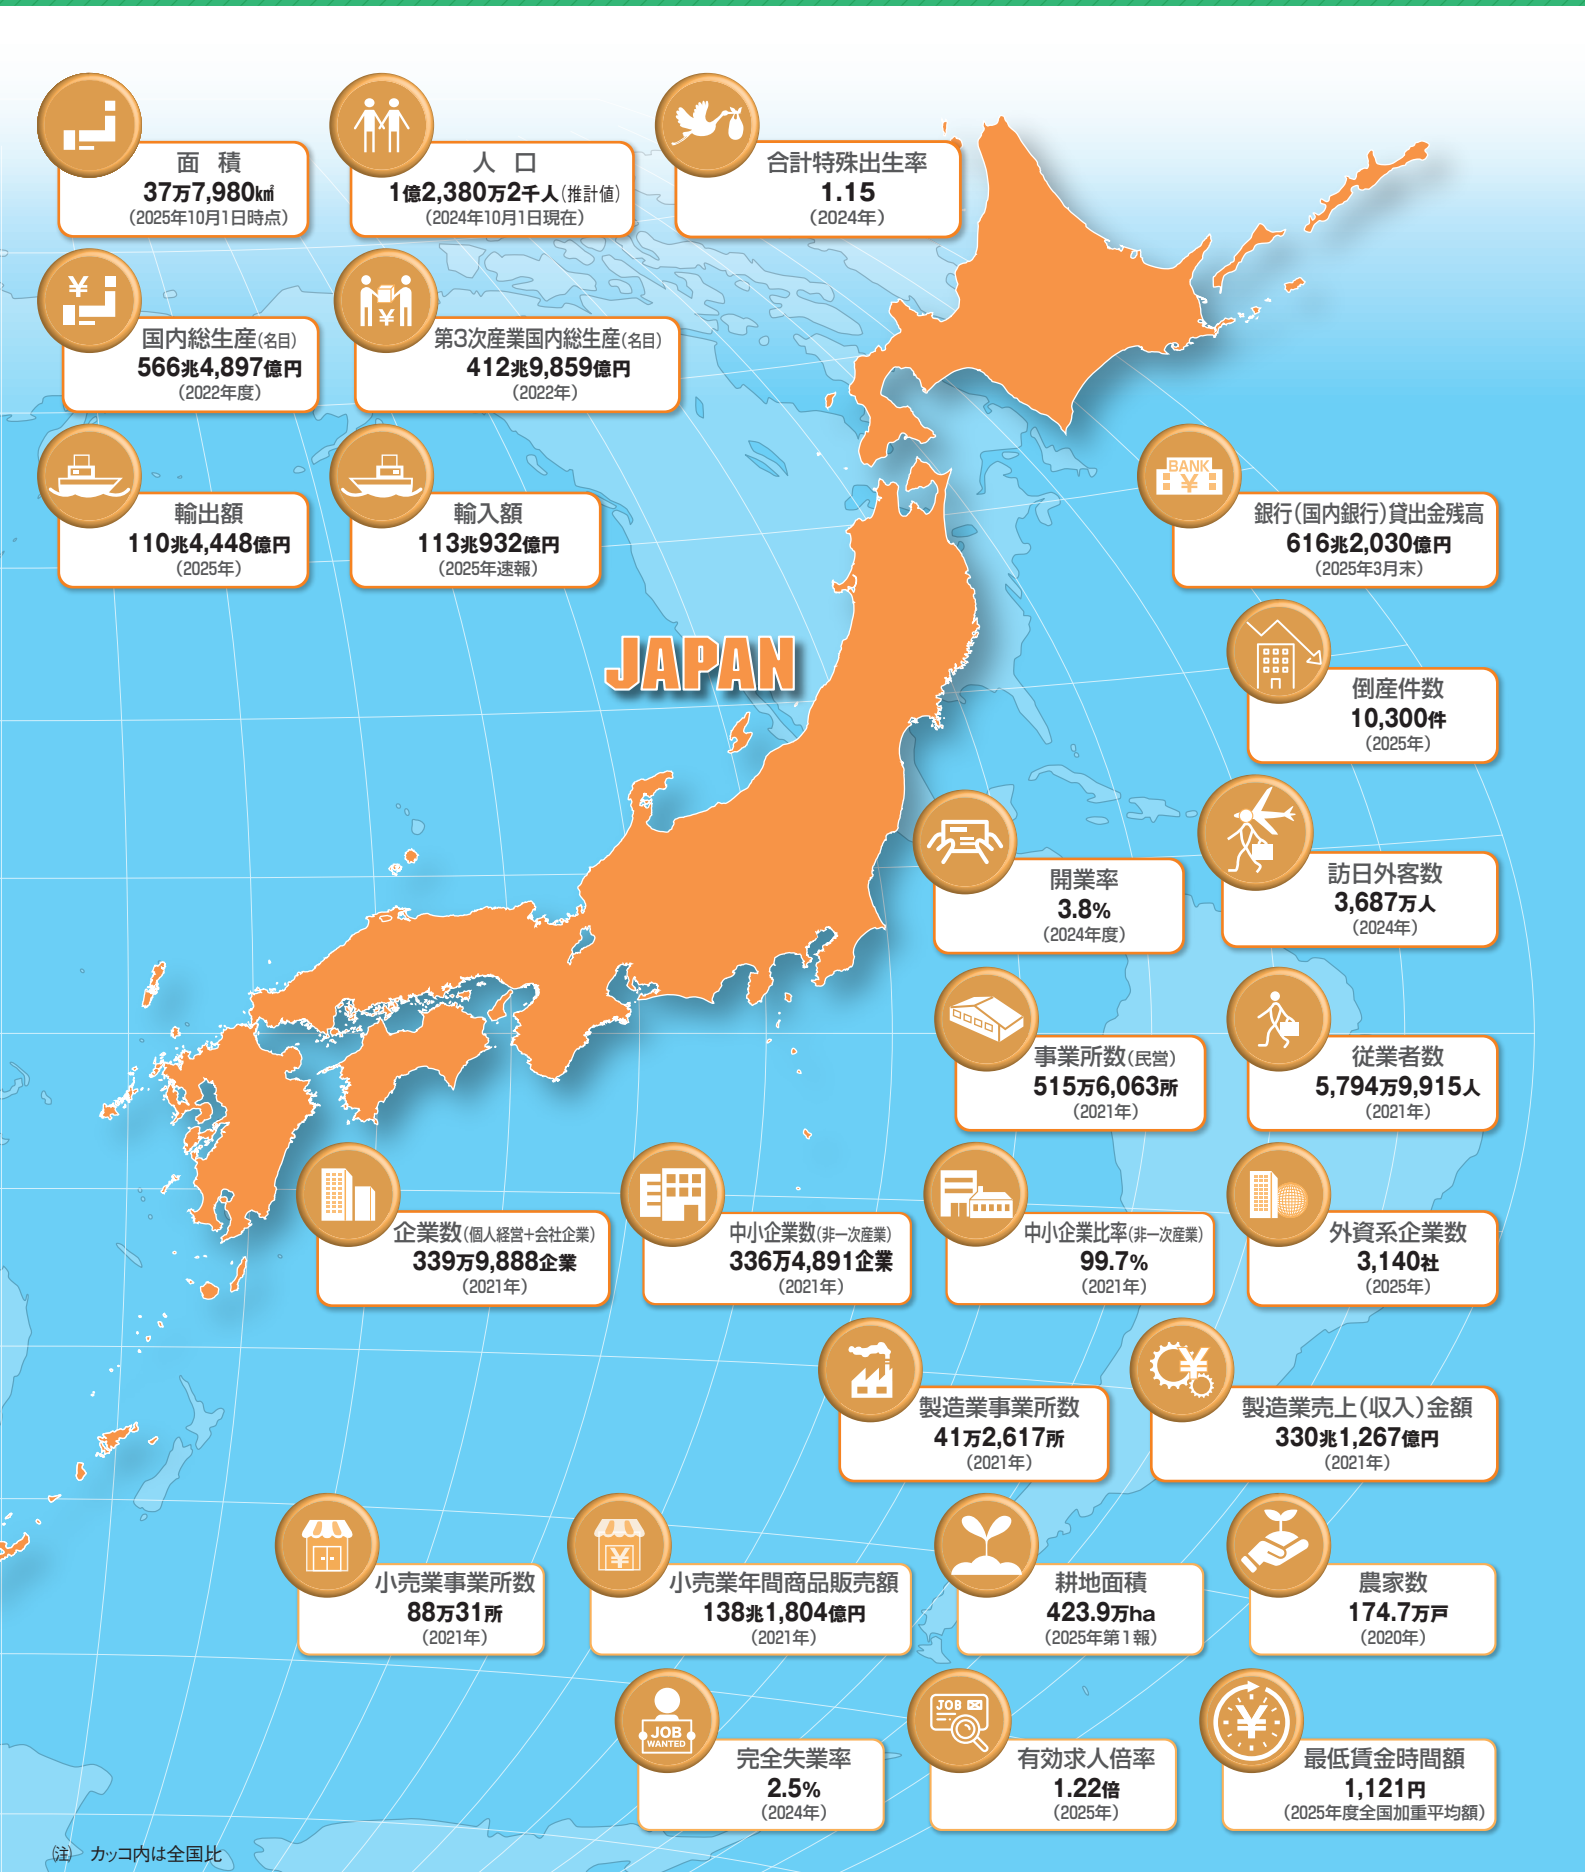 面 積
37万7,980㎢
（2025年10月1日時点）
人 口
1億2,380万2千人（推計値）
（2024年10月1日現在）
合計特殊出生率
1.15
（2024年）
¥
国内総生産（名目）
566兆4,897億円
（2022年度）
¥
第3次産業国内総生産（名目）
412兆9,859億円
（2022年）
輸出額
110兆4,448億円
（2025年）
輸入額
113兆932億円
（2025年速報）
BANK
¥
銀行（国内銀行）貸出金残高
616兆2,030億円
（2025年3月末）
JAPAN
倒産件数
10,300件
（2025年）
開業率
3.8%
（2024年度）
訪日外客数
3,687万人
（2024年）
事業所数（民営）
515万6,063所
（2021年）
従業者数
5,794万9,915人
（2021年）
企業数（個人経営＋会社企業）
339万9,888企業
（2021年）
中小企業数（非一次産業）
336万4,891企業
（2021年）
中小企業比率（非一次産業）
99.7%
（2021年）
外資系企業数
3,140社
（2025年）
製造業事業所数
41万2,617所
（2021年）
¥
製造業売上（収入）金額
330兆1,267億円
（2021年）
小売業事業所数
88万31所
（2021年）
¥
小売業年間商品販売額
138兆1,804億円
（2021年）
耕地面積
423.9万ha
（2025年第1報）
農家数
174.7万戸
（2020年）
JOB
WANTED
完全失業率
2.5%
（2024年）
JOB
有効求人倍率
1.22倍
（2025年）
¥
最低賃金時間額
1,121円
（2025年度全国加重平均額）
㊟ カッコ内は全国比